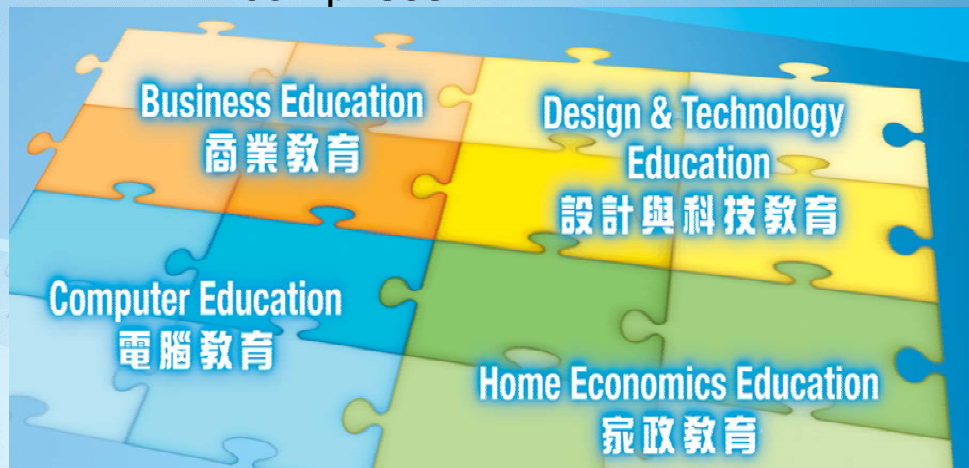 Business Education
商業教育
Design & Technology
Education
設計與科技教育
Computer Education
電腦教育
Home Economics Education
家政教育